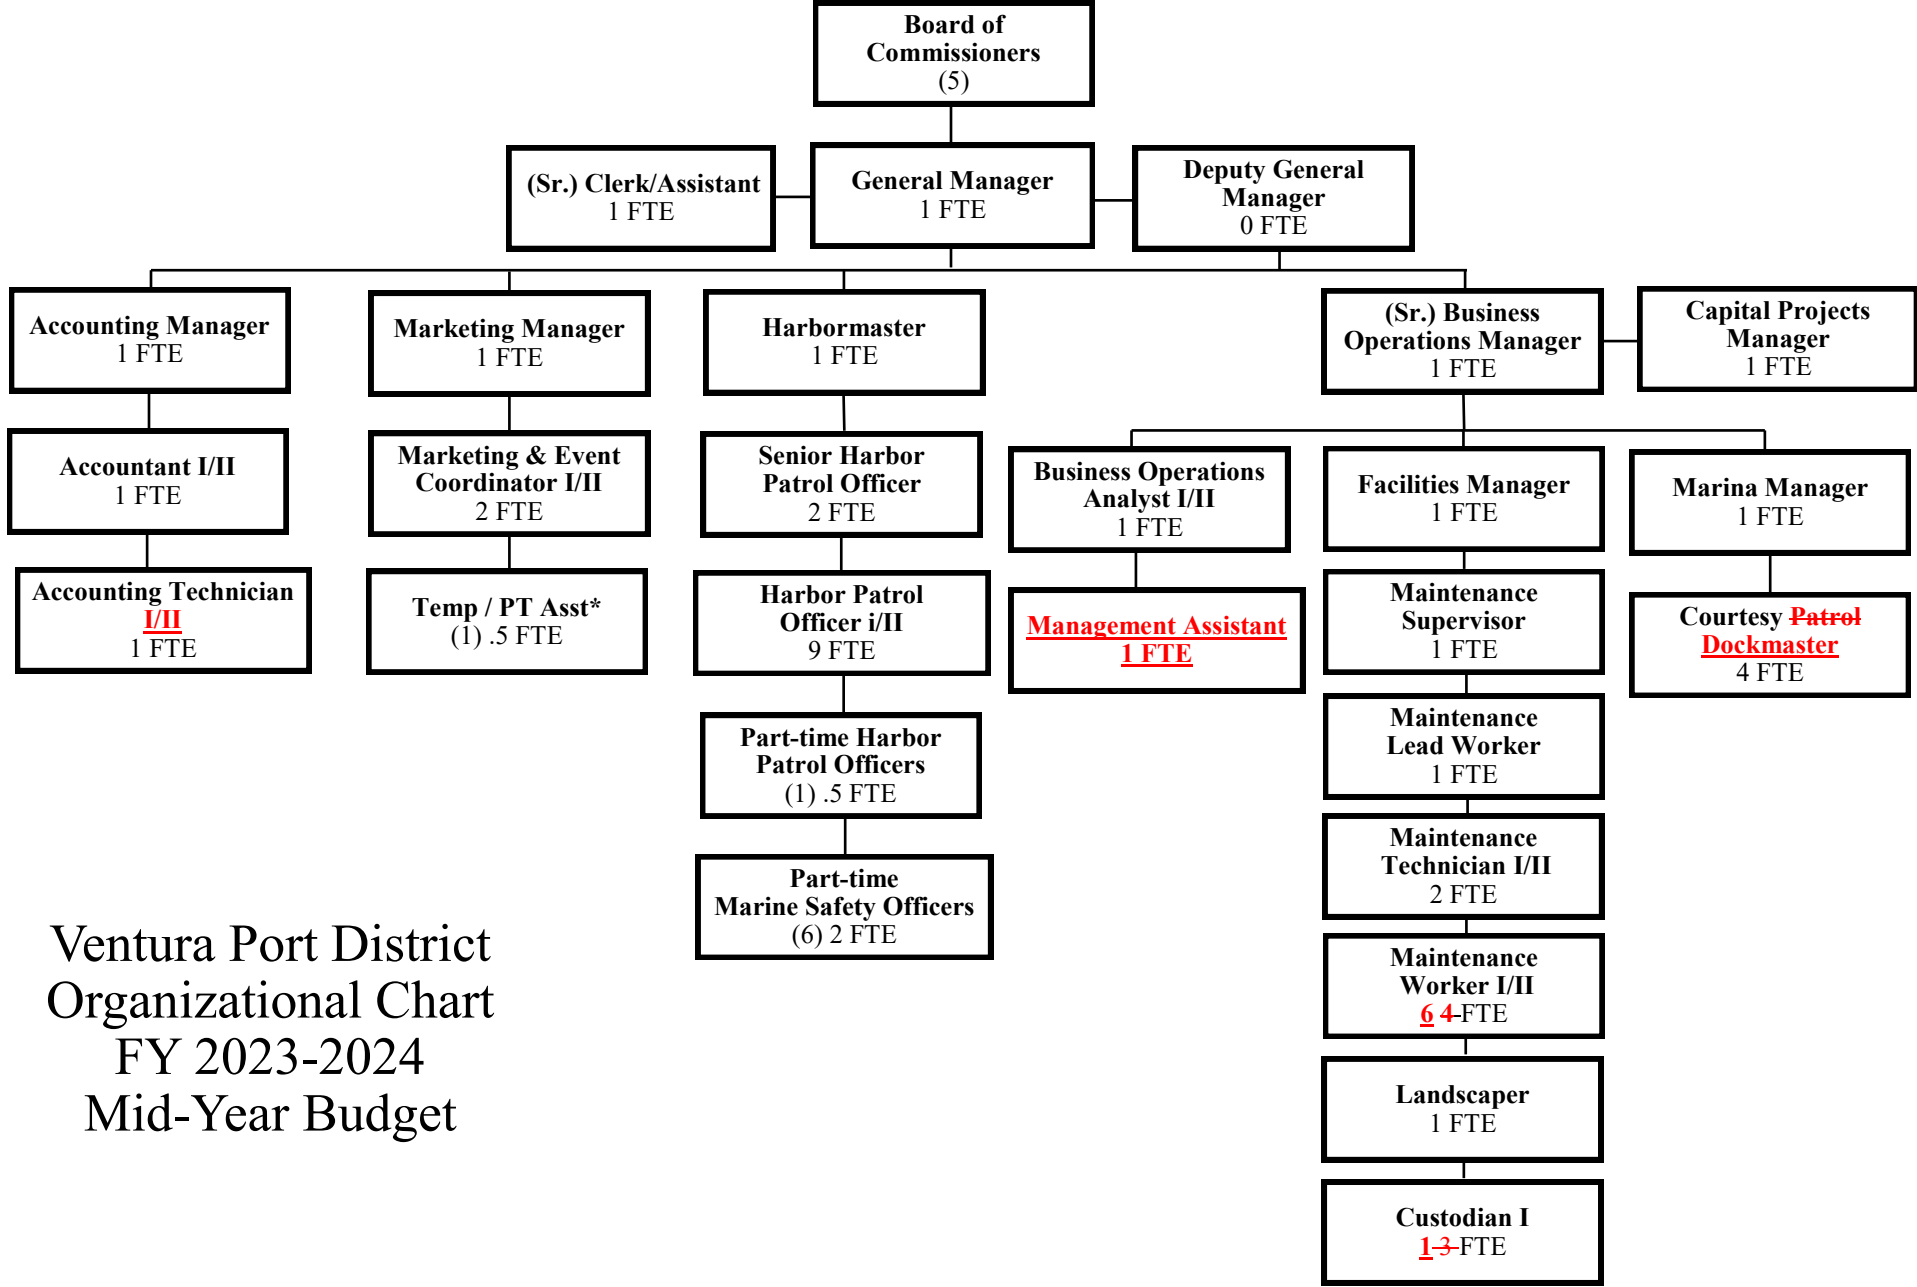 Board of
Commissioners
(5)
(Sr.) Clerk/Assistant
1 FTE
General Manager
1 FTE
Deputy General
Manager
0 FTE
Accounting Manager
1 FTE
Marketing Manager
1 FTE
Harbormaster
1 FTE
(Sr.) Business
Operations Manager
1 FTE
Capital Projects
Manager
1 FTE
Accountant I/II
1 FTE
Marketing & Event
Coordinator I/II
2 FTE
Senior Harbor
Patrol Officer
2 FTE
Business Operations
Analyst I/II
1 FTE
Facilities Manager
1 FTE
Marina Manager
1 FTE
Accounting Technician
I/II
1 FTE
Temp / PT Asst*
(1) .5 FTE
Harbor Patrol
Officer i/II
9 FTE
Management Assistant
1 FTE
Maintenance
Supervisor
1 FTE
Courtesy Patrol
Dockmaster
4 FTE
Part-time Harbor
Patrol Officers
(1) .5 FTE
Maintenance
Lead Worker
1 FTE
Part-time
Marine Safety Officers
(6) 2 FTE
Maintenance
Technician I/II
2 FTE
Maintenance
Worker I/II
6 4 FTE
Landscaper
1 FTE
Custodian I
1 3 FTE
Ventura Port District
Organizational Chart
FY 2023-2024
Mid-Year Budget